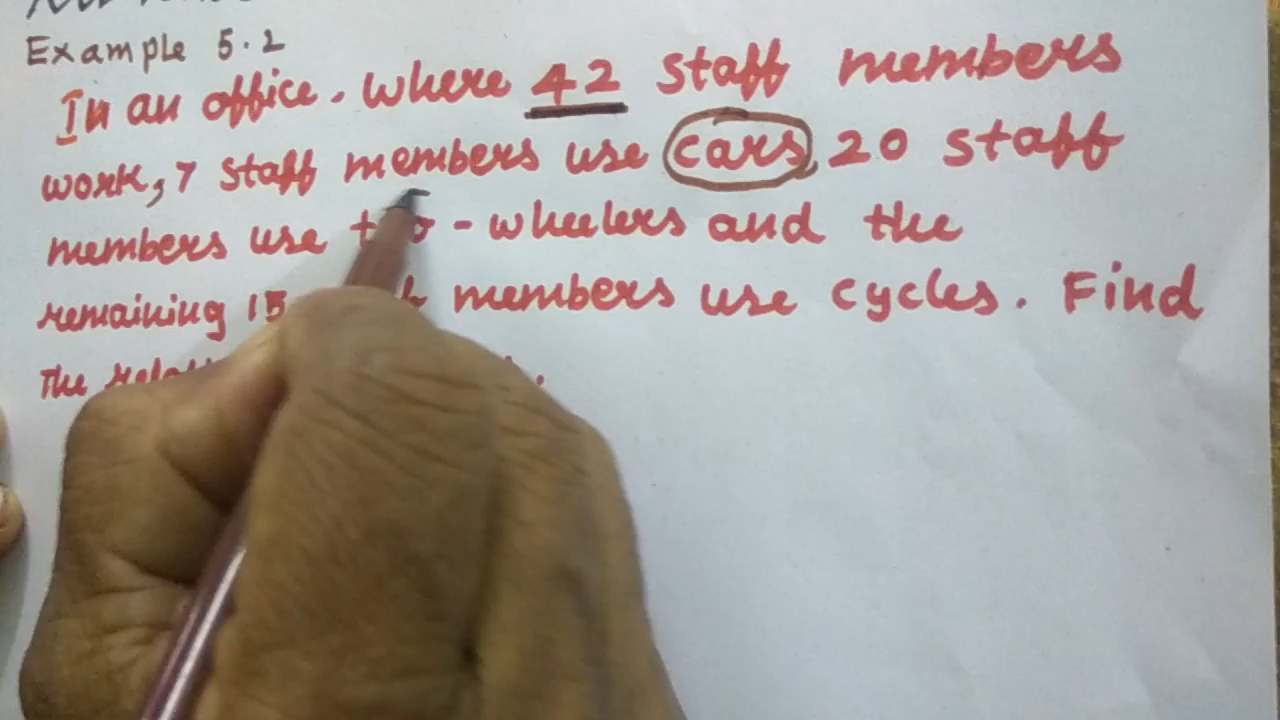 Example 5.2
In an office, where 42 staff members
work, 7 staff members use cars, 20 staff
members use two-wheelers and the
remaining 15 members use cycles. Find
The